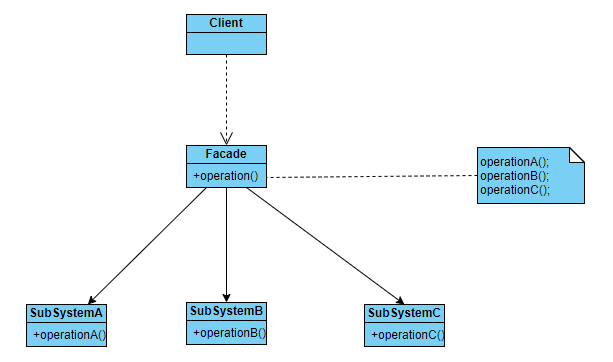 Client
Facade
+operation()
operationA();
operationB();
operationC();
SubSystemA
+operationA()
SubSystemB
+operationB()
SubSystemC
+operationC()